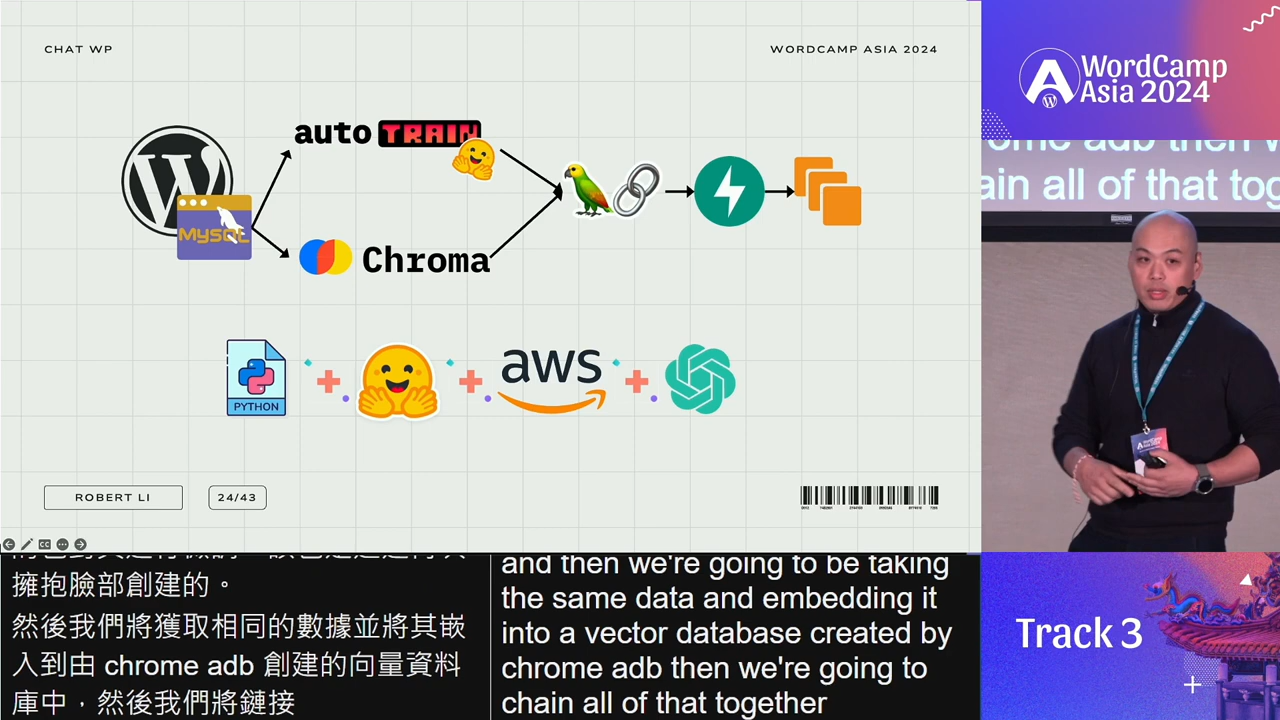 CHAT WP
WORDCAMP ASIA 2024
auto TRAIN
MySQL
Chroma
PYTHON
aws
ROBERT LI
24/43
WordCamp
Asia 2024
ain all of that tog
擁抱臉部創建的。
然後我們將獲取相同的數據並將其嵌
入到由 chrome adb 創建的向量資料
庫中，然後我們將鏈接
and then we're going to be taking
the same data and embedding it
into a vector database created by
chrome adb then we're going to
chain all of that together
Track 3